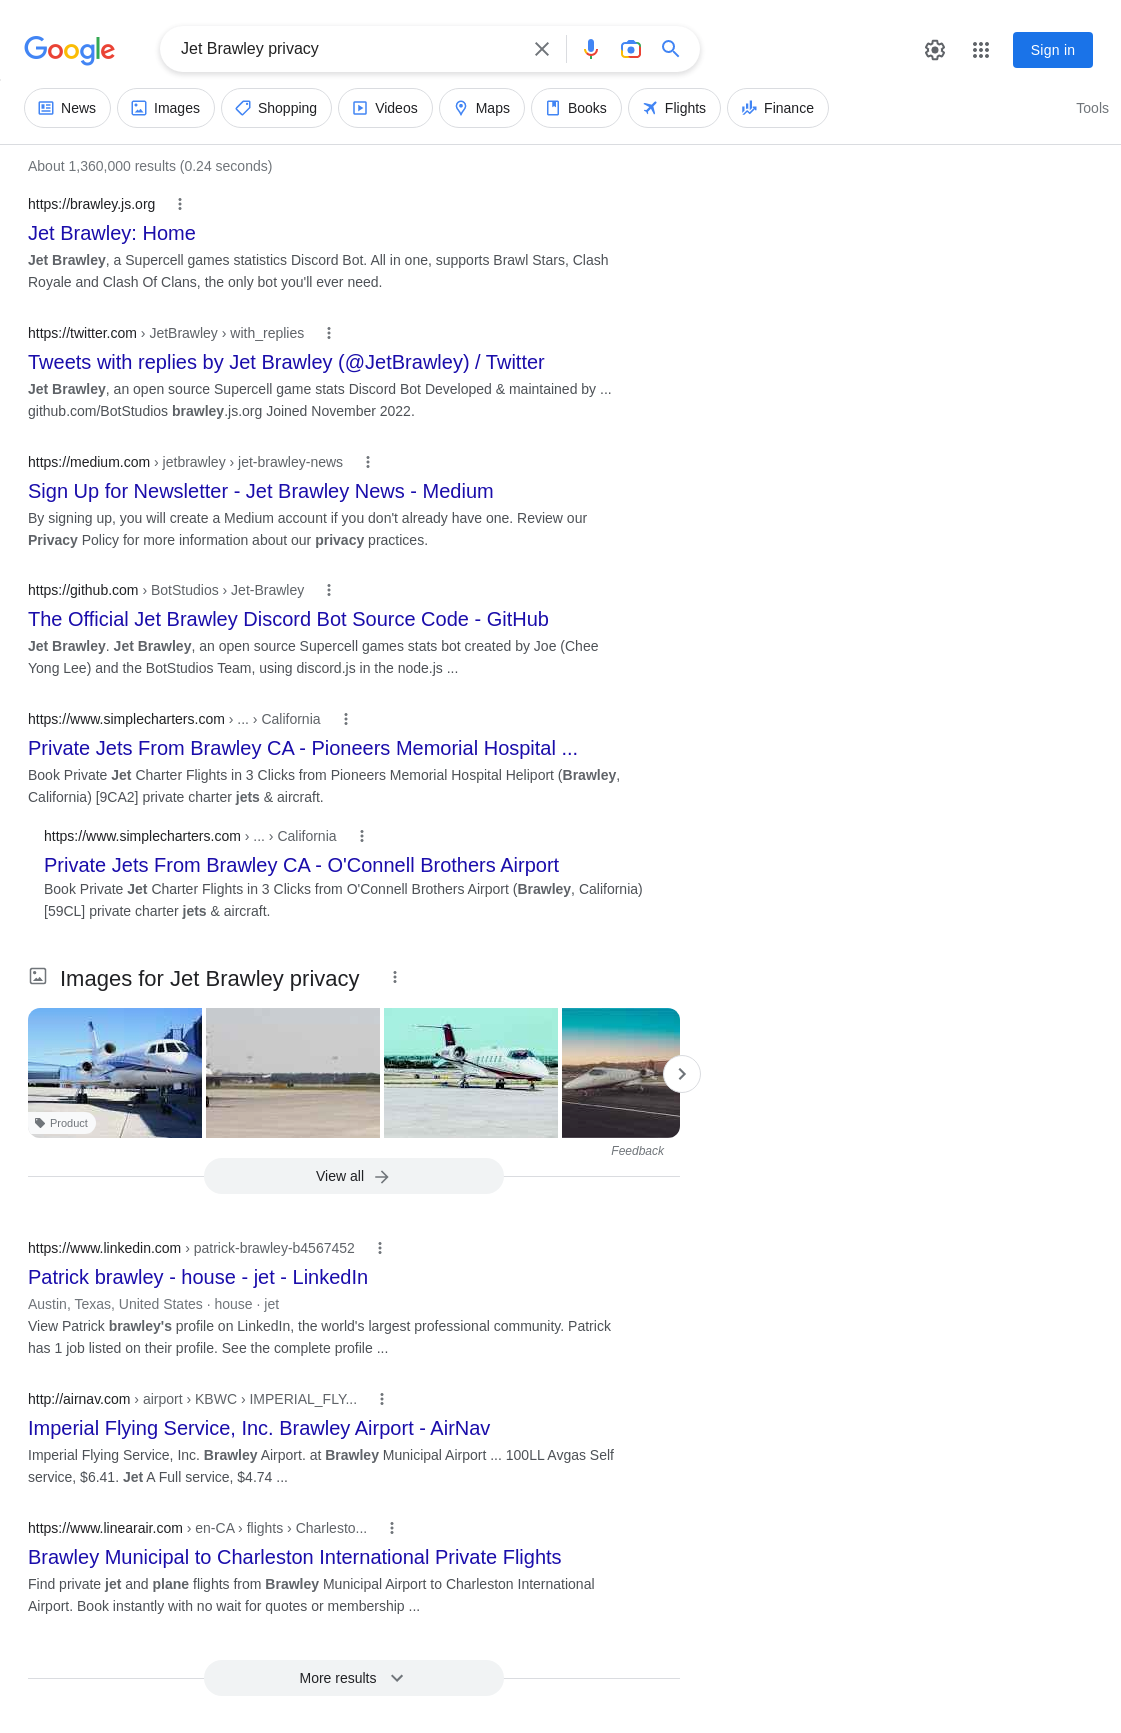 Google
Jet Brawley privacy
Sign in
News
Images
Shopping
Videos
Maps
Books
Flights
Finance
Tools
About 1,360,000 results (0.24 seconds)
https://brawley.js.org
Jet Brawley: Home
Jet Brawley, a Supercell games statistics Discord Bot. All in one, supports Brawl Stars, Clash
Royale and Clash Of Clans, the only bot you'll ever need.
https://twitter.com › JetBrawley › with_replies
Tweets with replies by Jet Brawley (@JetBrawley) / Twitter
Jet Brawley, an open source Supercell game stats Discord Bot Developed & maintained by ...
github.com/BotStudios brawley.js.org Joined November 2022.
https://medium.com › jetbrawley › jet-brawley-news
Sign Up for Newsletter - Jet Brawley News - Medium
By signing up, you will create a Medium account if you don't already have one. Review our
Privacy Policy for more information about our privacy practices.
https://github.com › BotStudios › Jet-Brawley
The Official Jet Brawley Discord Bot Source Code - GitHub
Jet Brawley. Jet Brawley, an open source Supercell games stats bot created by Joe (Chee
Yong Lee) and the BotStudios Team, using discord.js in the node.js ...
https://www.simplecharters.com › ... › California
Private Jets From Brawley CA - Pioneers Memorial Hospital ...
Book Private Jet Charter Flights in 3 Clicks from Pioneers Memorial Hospital Heliport (Brawley,
California) [9CA2] private charter jets & aircraft.
https://www.simplecharters.com › ... › California
Private Jets From Brawley CA - O'Connell Brothers Airport
Book Private Jet Charter Flights in 3 Clicks from O'Connell Brothers Airport (Brawley, California)
[59CL] private charter jets & aircraft.
Images for Jet Brawley privacy
Product
Feedback
View all
https://www.linkedin.com › patrick-brawley-b4567452
Patrick brawley - house - jet - LinkedIn
Austin, Texas, United States · house · jet
View Patrick brawley's profile on LinkedIn, the world's largest professional community. Patrick
has 1 job listed on their profile. See the complete profile ...
http://airnav.com › airport › KBWC › IMPERIAL_FLY...
Imperial Flying Service, Inc. Brawley Airport - AirNav
Imperial Flying Service, Inc. Brawley Airport. at Brawley Municipal Airport ... 100LL Avgas Self
service, $6.41. Jet A Full service, $4.74 ...
https://www.linearair.com › en-CA › flights › Charlesto...
Brawley Municipal to Charleston International Private Flights
Find private jet and plane flights from Brawley Municipal Airport to Charleston International
Airport. Book instantly with no wait for quotes or membership ...
More results